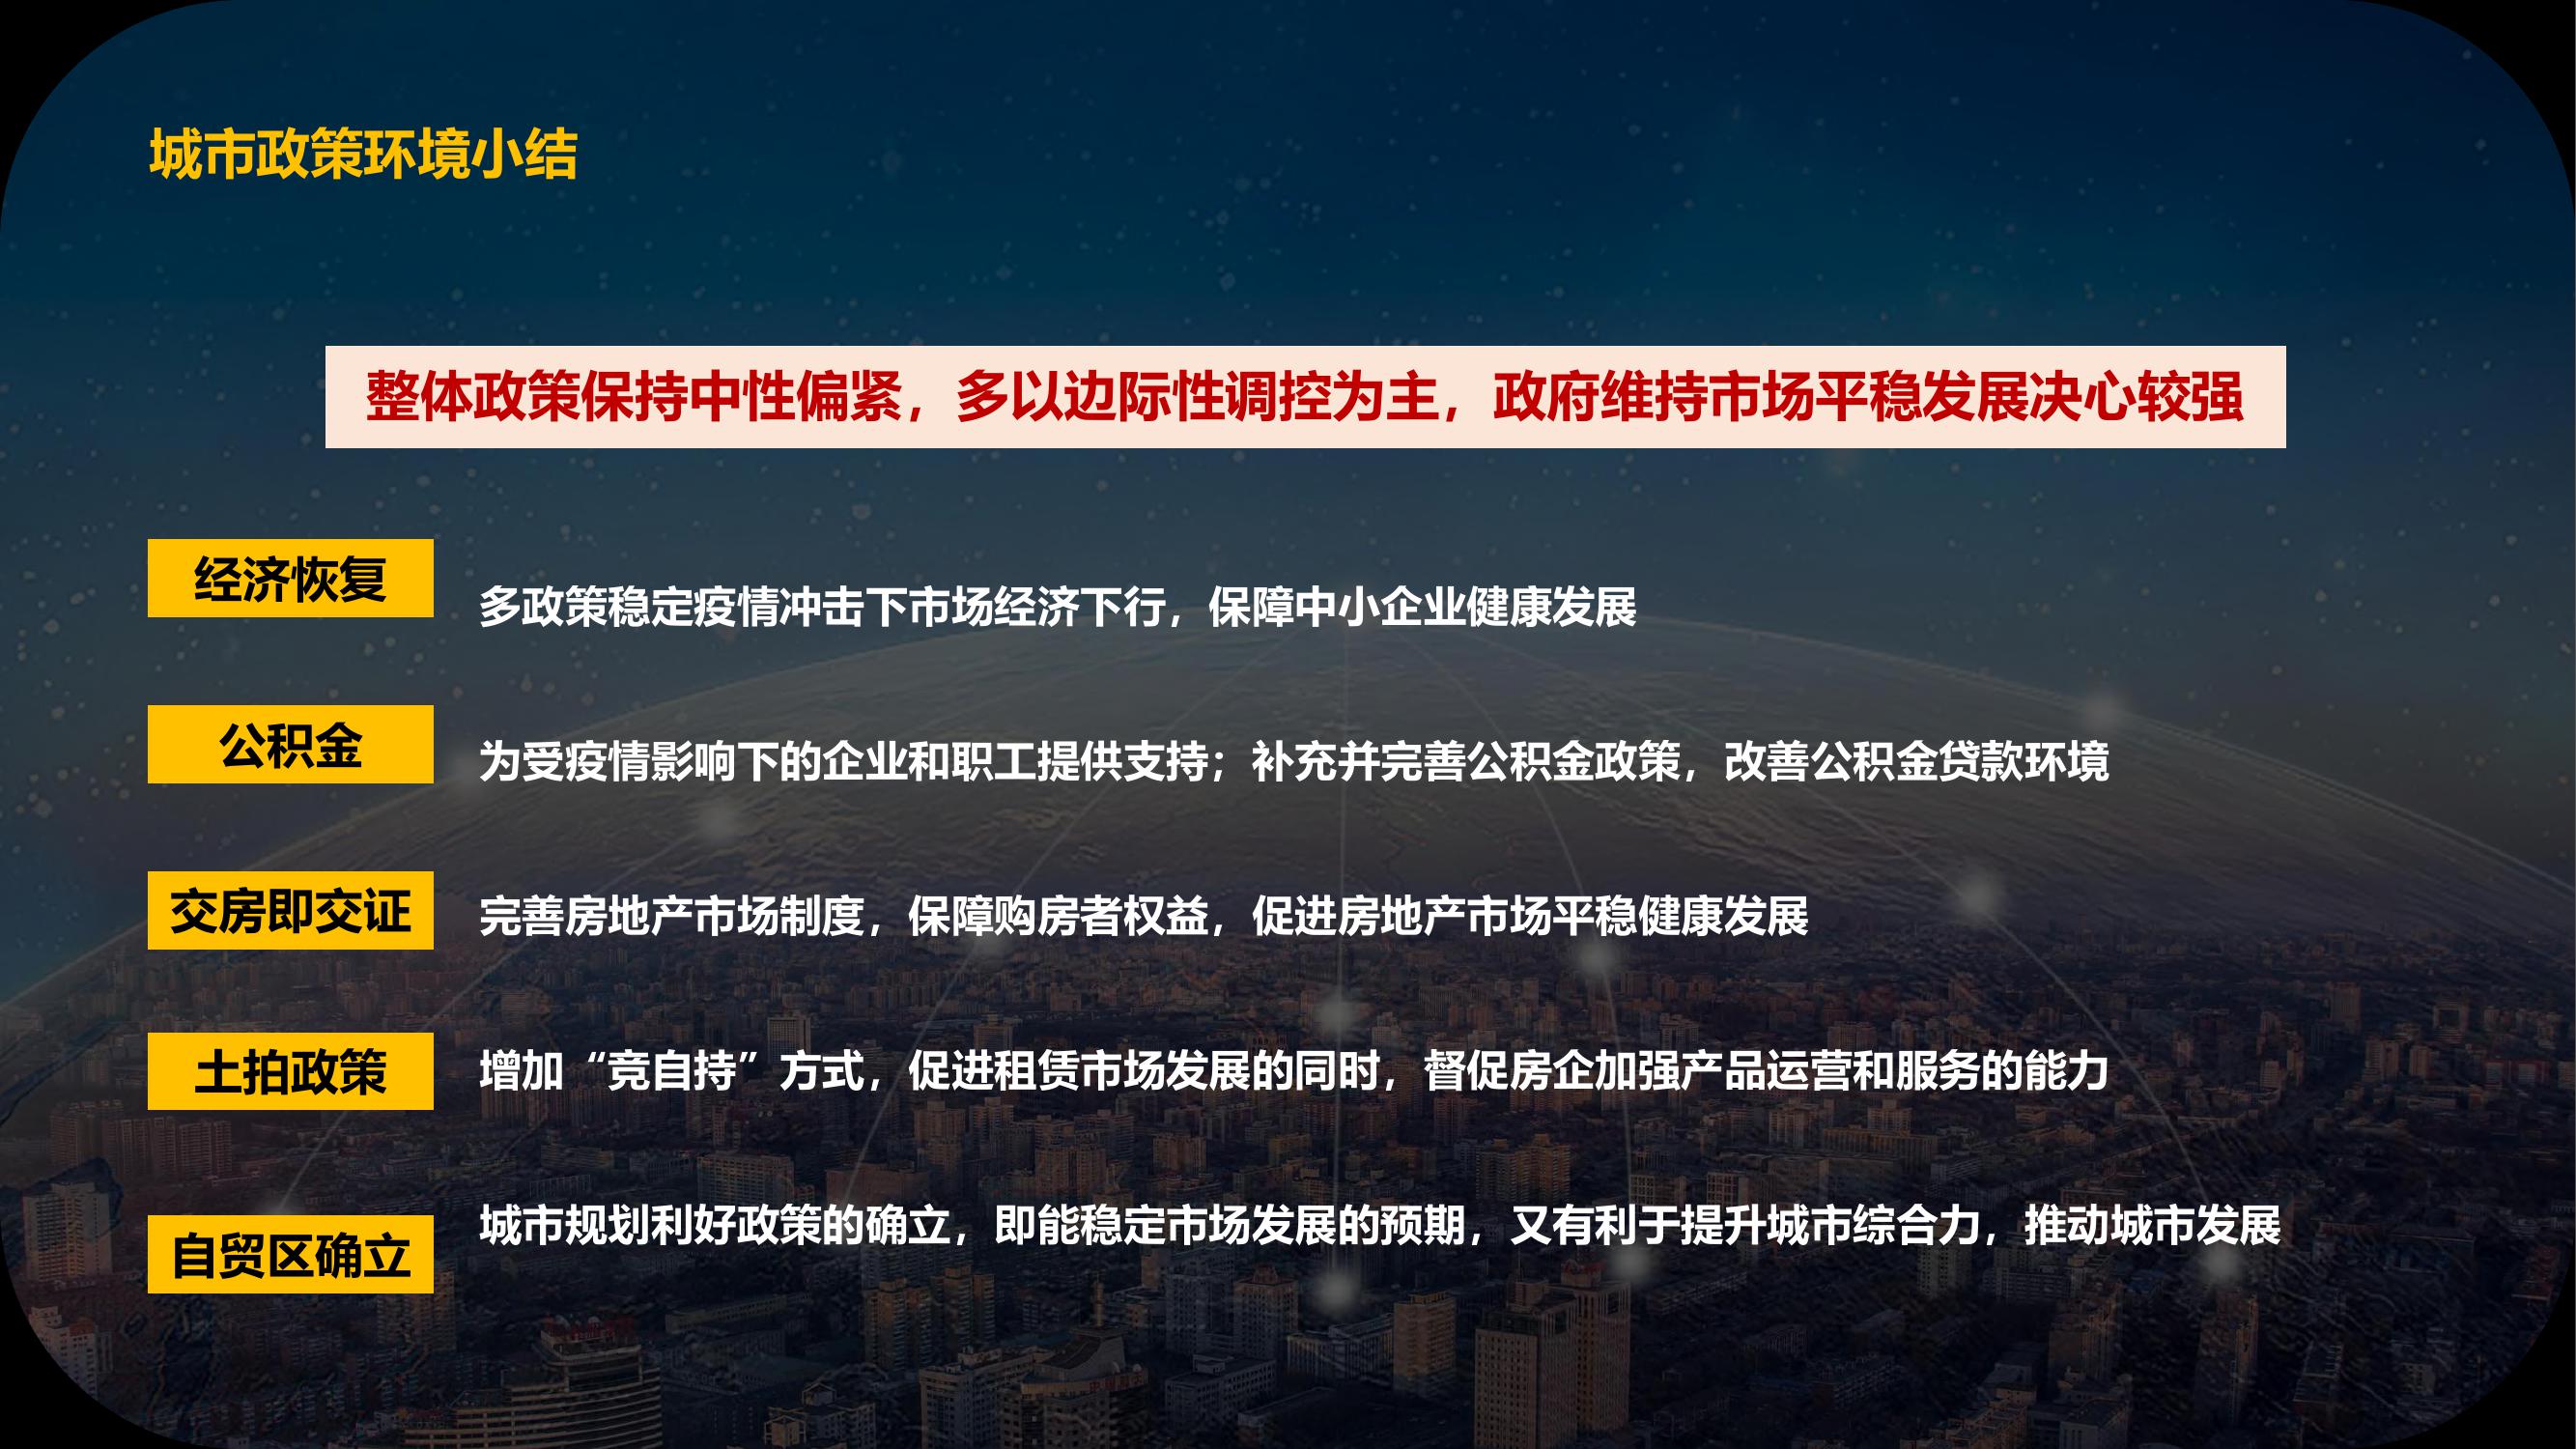 城市政策环境小结
整体政策保持中性偏紧，多以边际性调控为主，政府维持市场平稳发展决心较强
经济恢复
多政策稳定疫情冲击下市场经济下行，保障中小企业健康发展
公积金
为受疫情影响下的企业和职工提供支持；补充并完善公积金政策，改善公积金贷款环境
交房即交证
完善房地产市场制度，保障购房者权益，促进房地产市场平稳健康发展
土拍政策
增加“竞自持”方式，促进租赁市场发展的同时，督促房企加强产品运营和服务的能力
自贸区确立
城市规划利好政策的确立，即能稳定市场发展的预期，又有利于提升城市综合力，推动城市发展